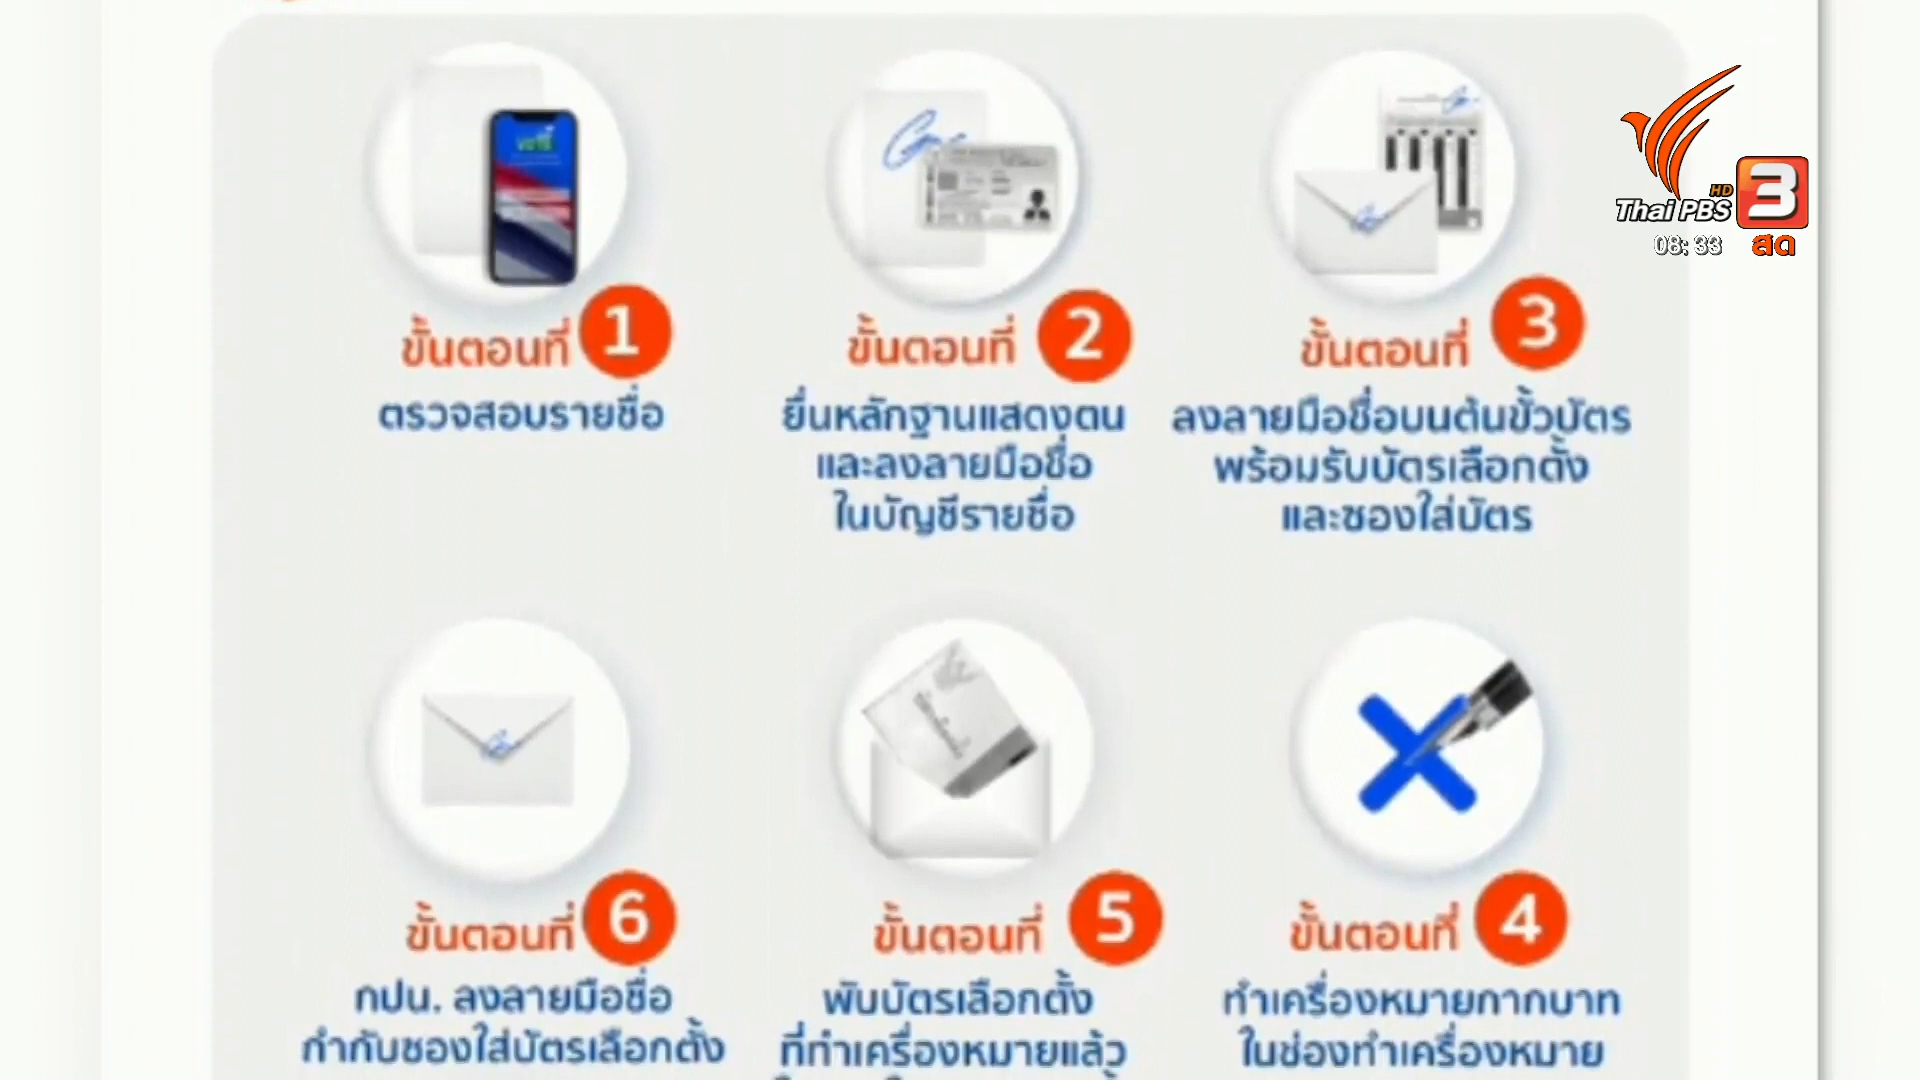 Thai PBS HD 3
08:33 สด
ขั้นตอนที่ 1
ตรวจสอบรายชื่อ
ขั้นตอนที่ 2
ยื่นหลักฐานแสดงตน
และลงลายมือชื่อ
ในบัญชีรายชื่อ
ขั้นตอนที่ 3
ลงลายมือชื่อบนต้นขั้วบัตร
พร้อมรับบัตรเลือกตั้ง
และซองใส่บัตร
ขั้นตอนที่ 4
ทำเครื่องหมายกากบาท
ในช่องทำเครื่องหมาย
ขั้นตอนที่ 5
พับบัตรเลือกตั้ง
ที่ทำเครื่องหมายแล้ว
ขั้นตอนที่ 6
กปน. ลงลายมือชื่อ
กำกับซองใส่บัตรเลือกตั้ง